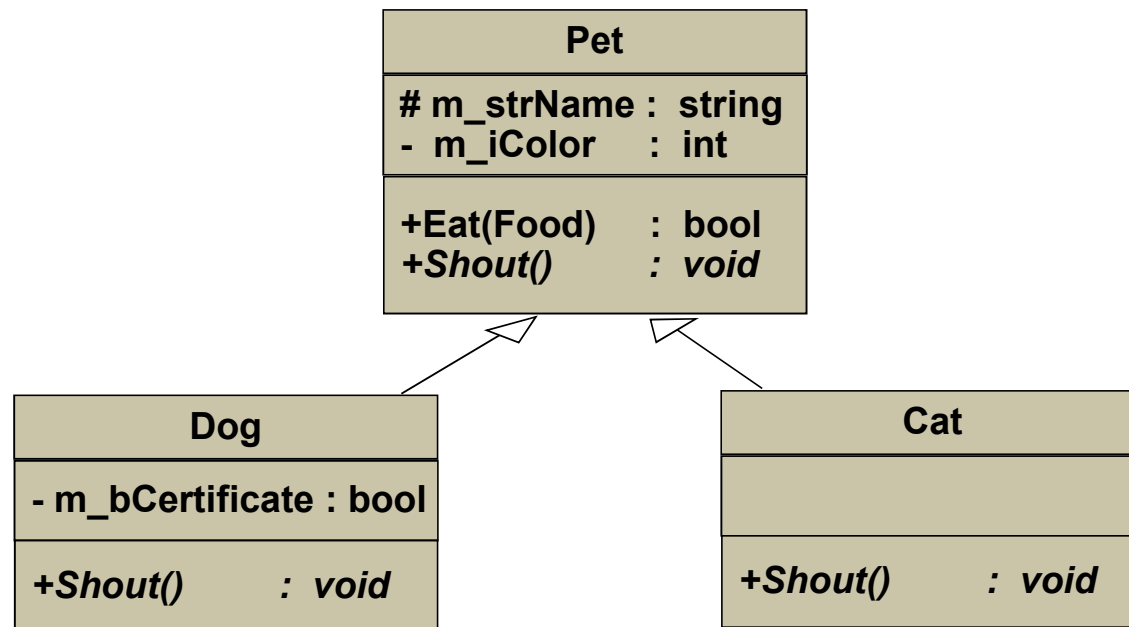 Pet
# m_strName : string
- m_iColor : int
+Eat(Food) : bool
+Shout() : void
Dog
- m_bCertificate : bool
+Shout() : void
Cat
+Shout() : void